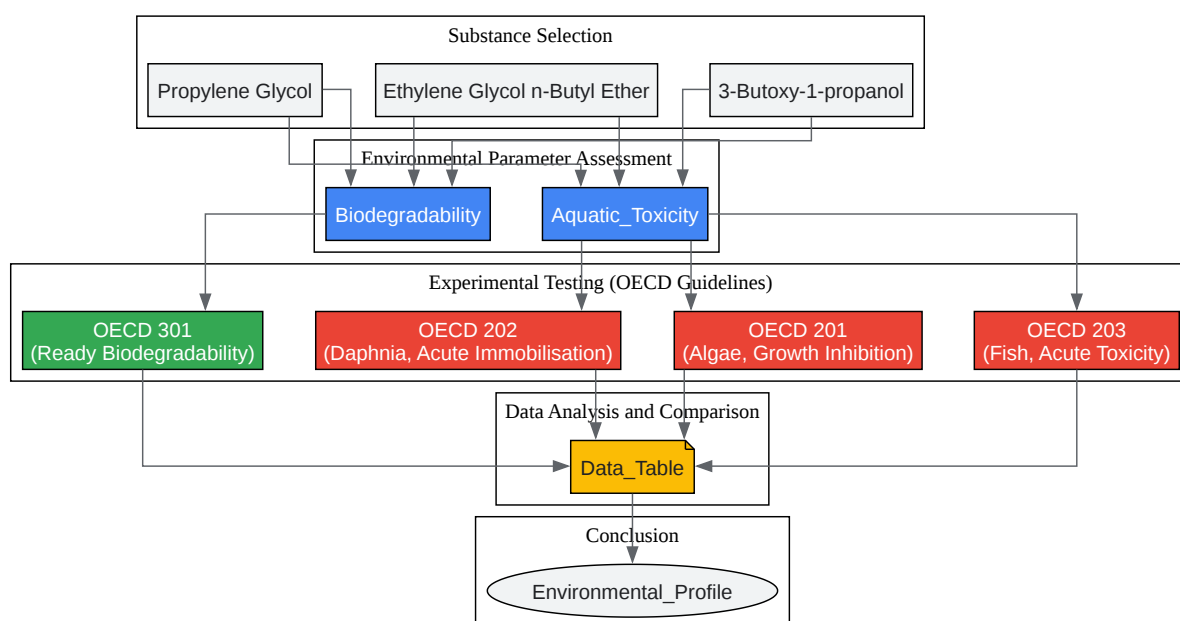 Substance Selection
Propylene Glycol
Ethylene Glycol n-Butyl Ether
3-Butoxy-1-propanol
Environmental Parameter Assessment
Biodegradability
Aquatic_Toxicity
Experimental Testing (OECD Guidelines)
OECD 301
(Ready Biodegradability)
OECD 202
(Daphnia, Acute Immobilisation)
OECD 201
(Algae, Growth Inhibition)
OECD 203
(Fish, Acute Toxicity)
Data Analysis and Comparison
Data_Table
Conclusion
Environmental_Profile